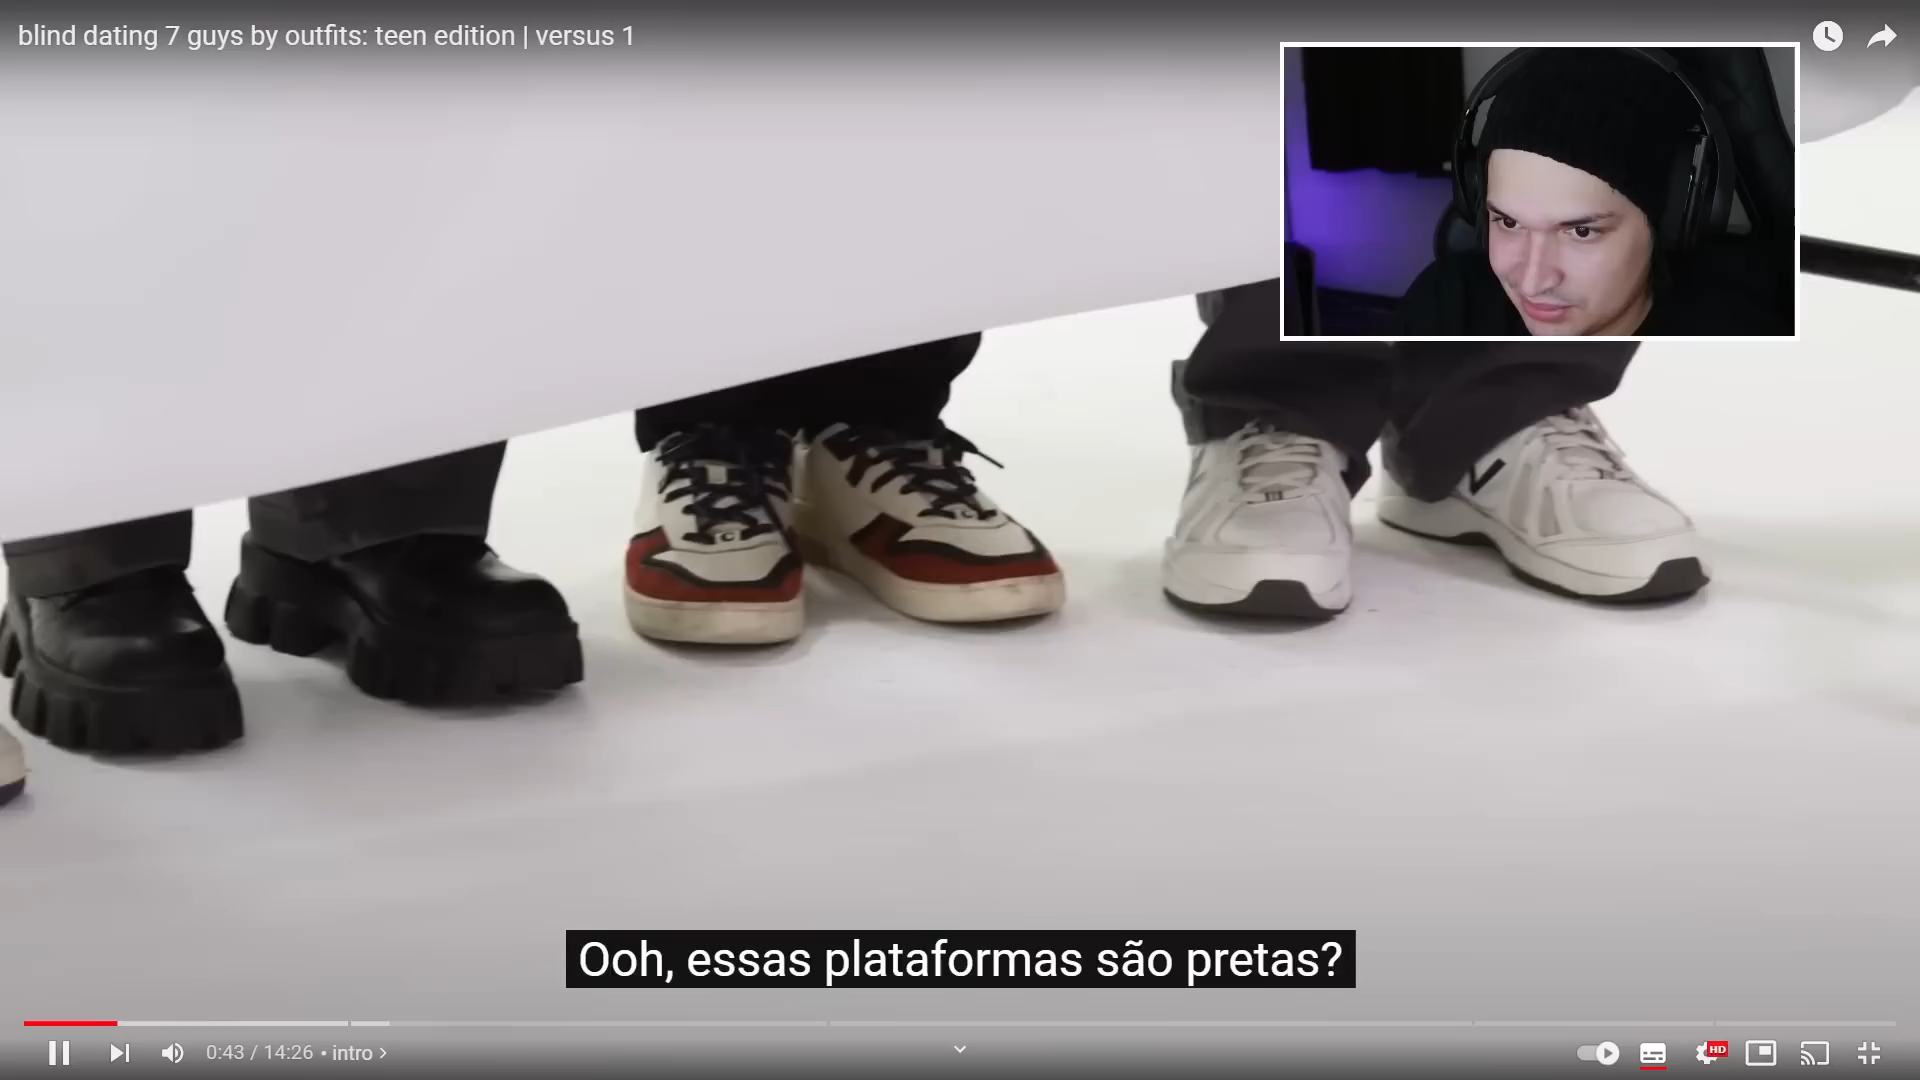 blind dating 7 guys by outfits: teen edition | versus 1
Ooh, essas plataformas são pretas?
0:43 / 14:26 • intro >
HD